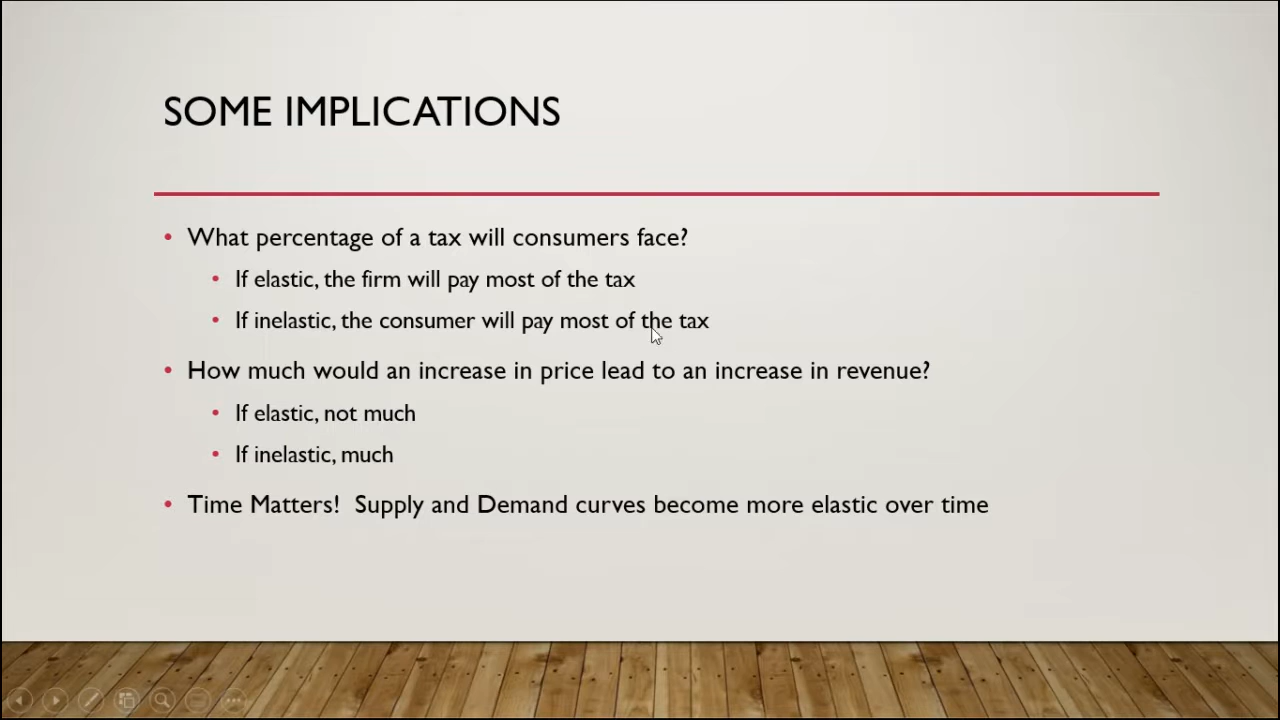 SOME IMPLICATIONS
What percentage of a tax will consumers face?
If elastic, the firm will pay most of the tax
If inelastic, the consumer will pay most of the tax
How much would an increase in price lead to an increase in revenue?
If elastic, not much
If inelastic, much
Time Matters!  Supply and Demand curves become more elastic over time